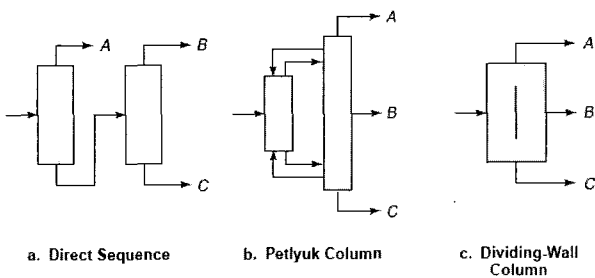 A
B
C
a. Direct Sequence
A
B
C
b. Petlyuk Column
A
B
C
c. Dividing-Wall
Column